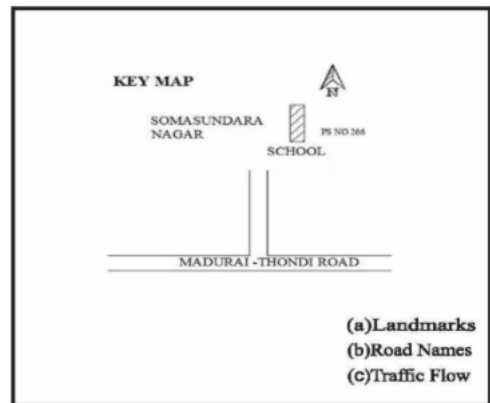 KEY MAP
N
SOMASUNDARA
NAGAR
PS NO 266
SCHOOL
MADURAI -THONDI ROAD
(a)Landmarks
(b)Road Names
(c)Traffic Flow